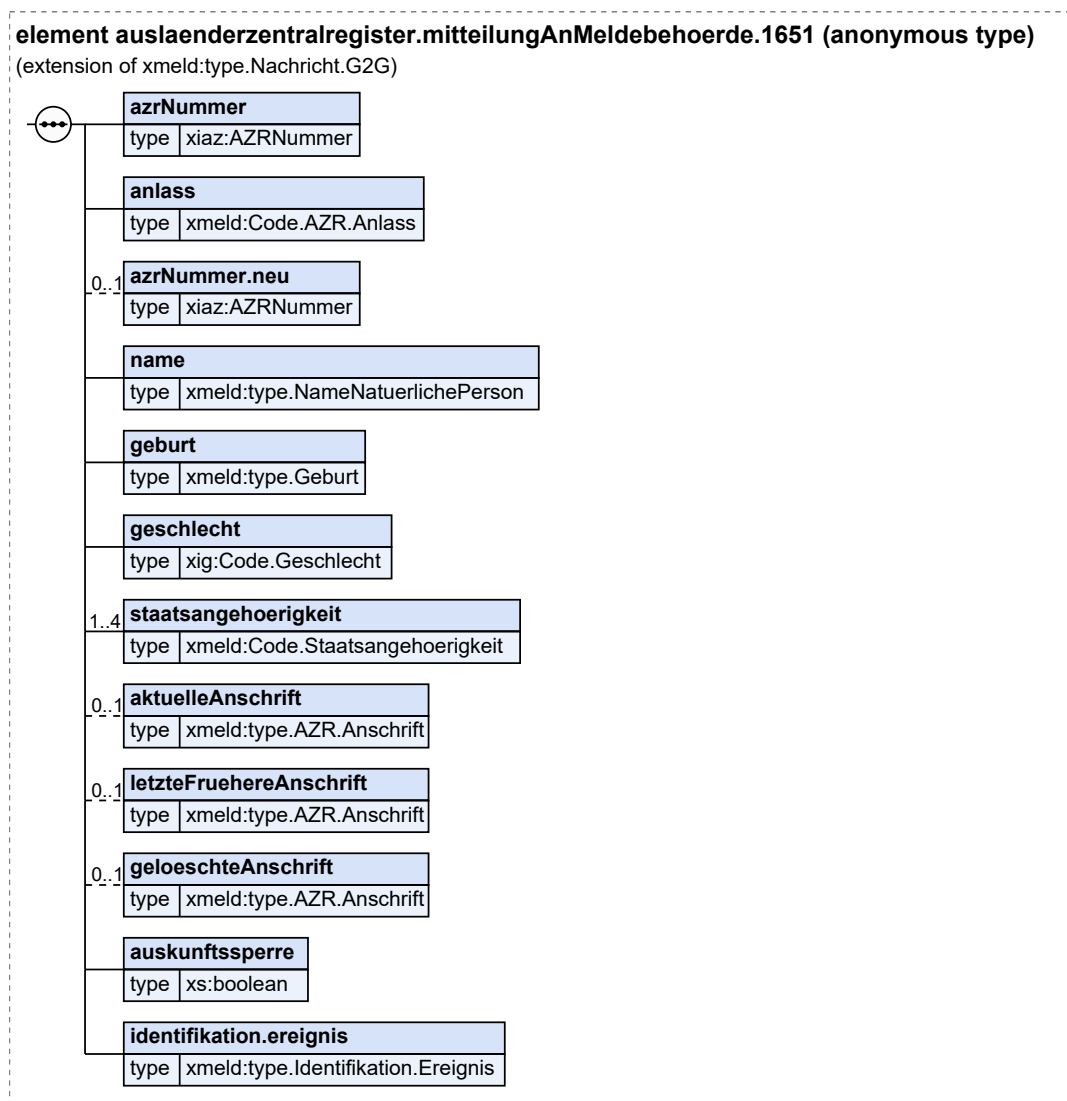 element auslaenderzentralregister.mitteilungAnMeldebehoerde.1651 (anonymous type)
(extension of xmeld:type.Nachricht.G2G)
azrNummer
type xiaz:AZRNummer
anlass
type xmeld:Code.AZR.Anlass
0..1 azrNummer.neu
type xiaz:AZRNummer
name
type xmeld:type.NameNatuerlichePerson
geburt
type xmeld:type.Geburt
geschlecht
type xig:Code.Geschlecht
1..4 staatsangehoerigkeit
type xmeld:Code.Staatsangehoerigkeit
0..1 aktuelleAnschrift
type xmeld:type.AZR.Anschrift
0..1 letzteFruehereAnschrift
type xmeld:type.AZR.Anschrift
0..1 geloeschteAnschrift
type xmeld:type.AZR.Anschrift
auskunftssperre
type xs:boolean
identifikation.ereignis
type xmeld:type.Identifikation.Ereignis